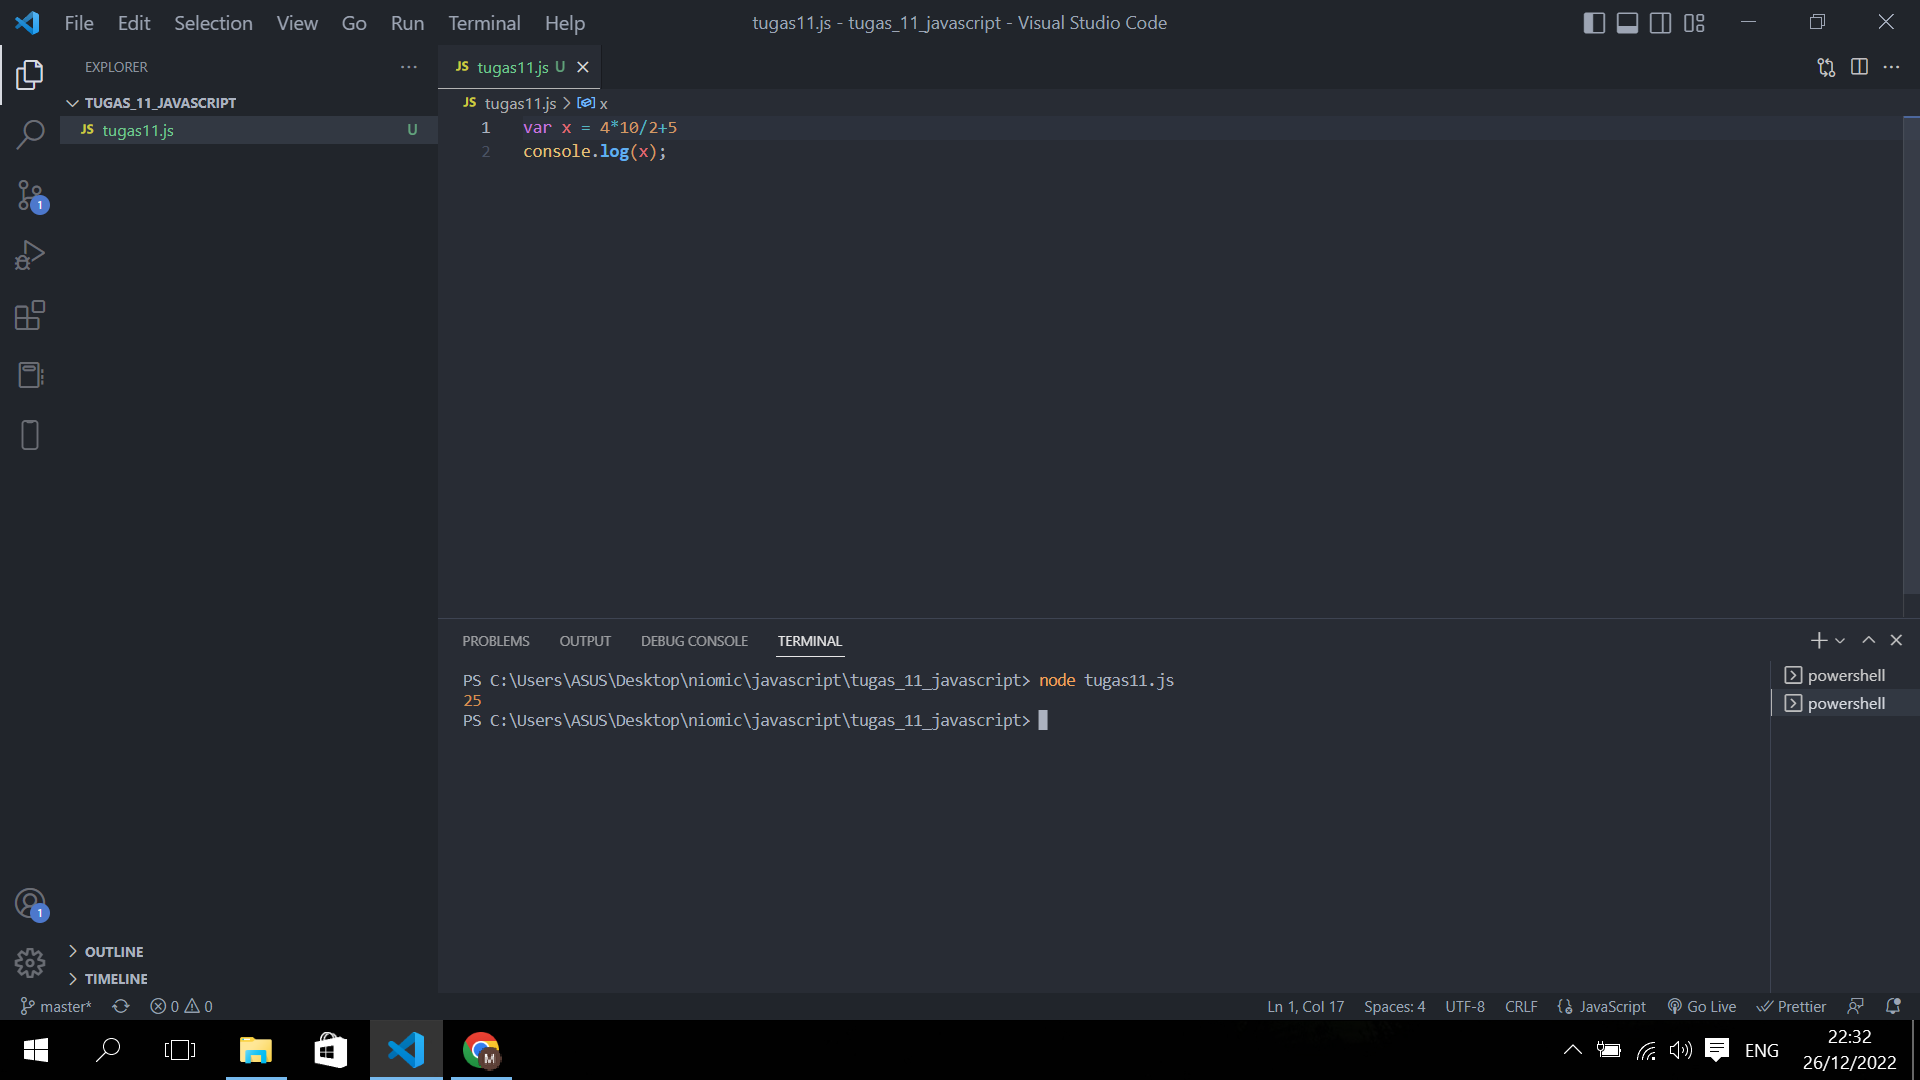 File Edit Selection View Go Run Terminal Help
tugas11.js - tugas_11_javascript - Visual Studio Code
EXPLORER
TUGAS_11_JAVASCRIPT
JS tugas11.js U
OUTLINE
TIMELINE
JS tugas11.js U
JS tugas11.js > x
1 var x = 4*10/2+5
2 console.log(x);
PROBLEMS OUTPUT DEBUG CONSOLE TERMINAL
PS C:\Users\ASUS\Desktop\niomic\javascript\tugas_11_javascript> node tugas11.js
25
PS C:\Users\ASUS\Desktop\niomic\javascript\tugas_11_javascript>
powershell
powershell
1
1
master* 0 0
Ln 1, Col 17 Spaces: 4 UTF-8 CRLF JavaScript Go Live Prettier
M
ENG
22:32
26/12/2022